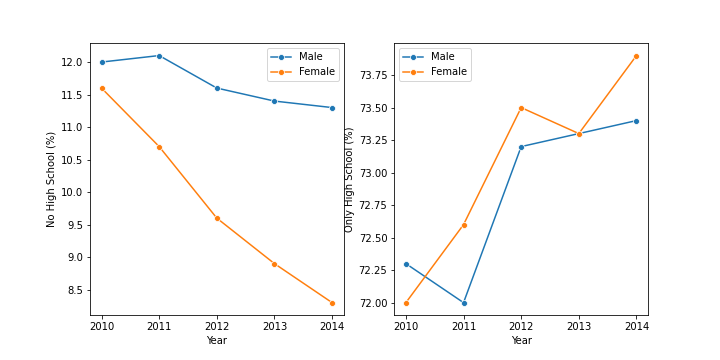 12.0
11.5
11.0
10.5
10.0
9.5
9.0
8.5
No High School (%)
Male
Female
2010 2011 2012 2013 2014
Year
73.75
73.50
73.25
73.00
72.75
72.50
72.25
72.00
Only High School (%)
Male
Female
2010 2011 2012 2013 2014
Year